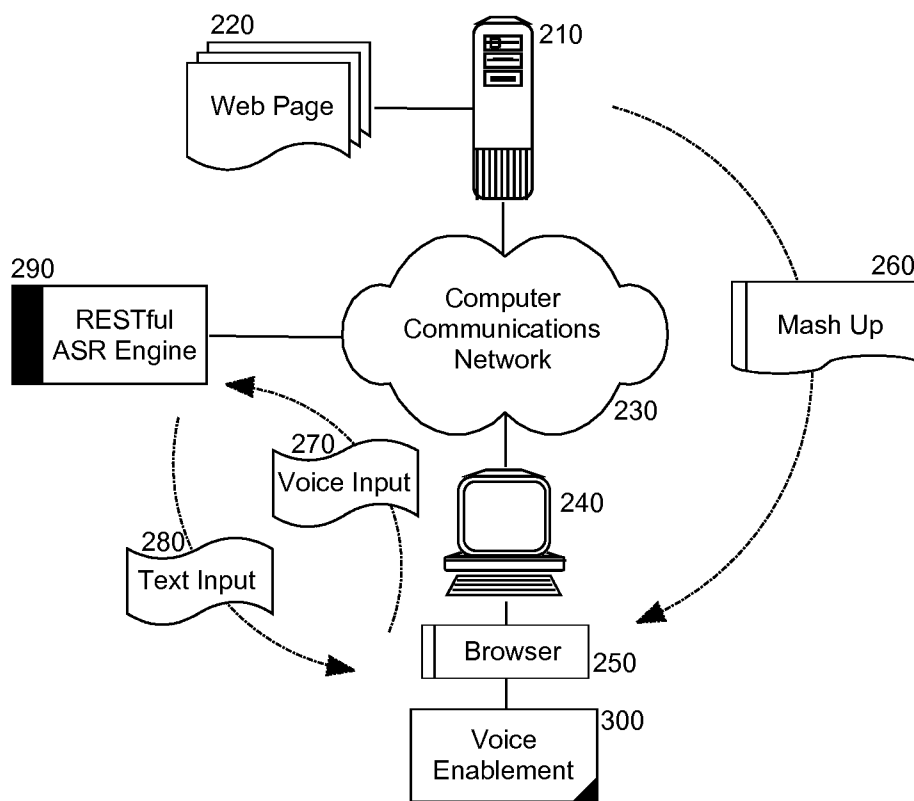 220
210
Web Page
290
260
RESTful
ASR Engine
Computer
Communications
Network
Mash Up
230
270
Voice Input
240
280
Text Input
Browser
250
300
Voice
Enablement